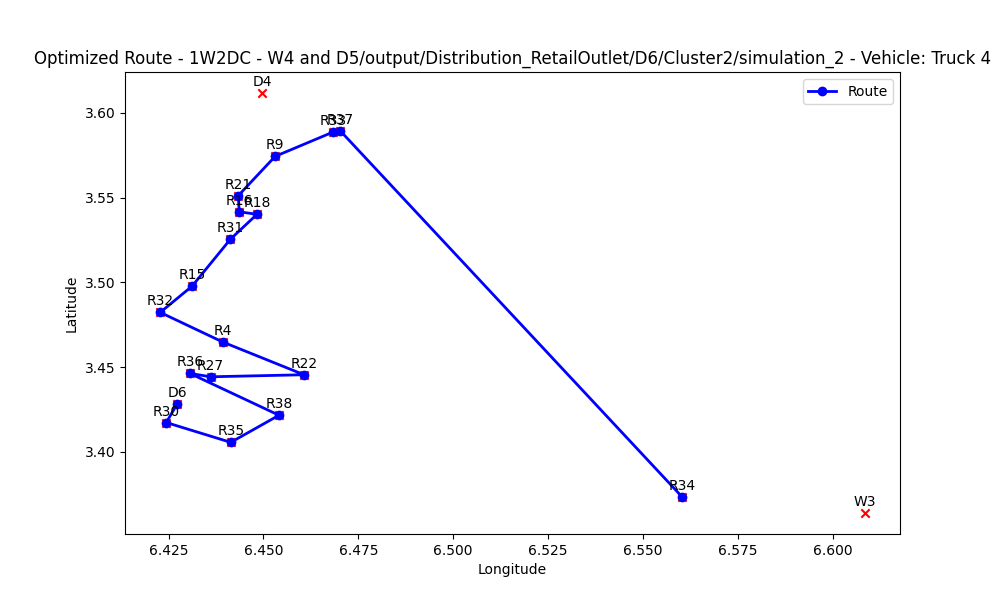 Optimized Route - 1W2DC - W4 and D5/output/Distribution_RetailOutlet/D6/Cluster2/simulation_2 - Vehicle: Truck 4
D4
Route
3.60
R33
R37
R9
R21
3.55
R16
R18
R31
3.50
R15
R32
R4
Latitude
3.45
R36
R27
R22
D6
R30
R38
R35
3.40
R34
W3
6.425
6.450
6.475
6.500
6.525
6.550
6.575
6.600
Longitude